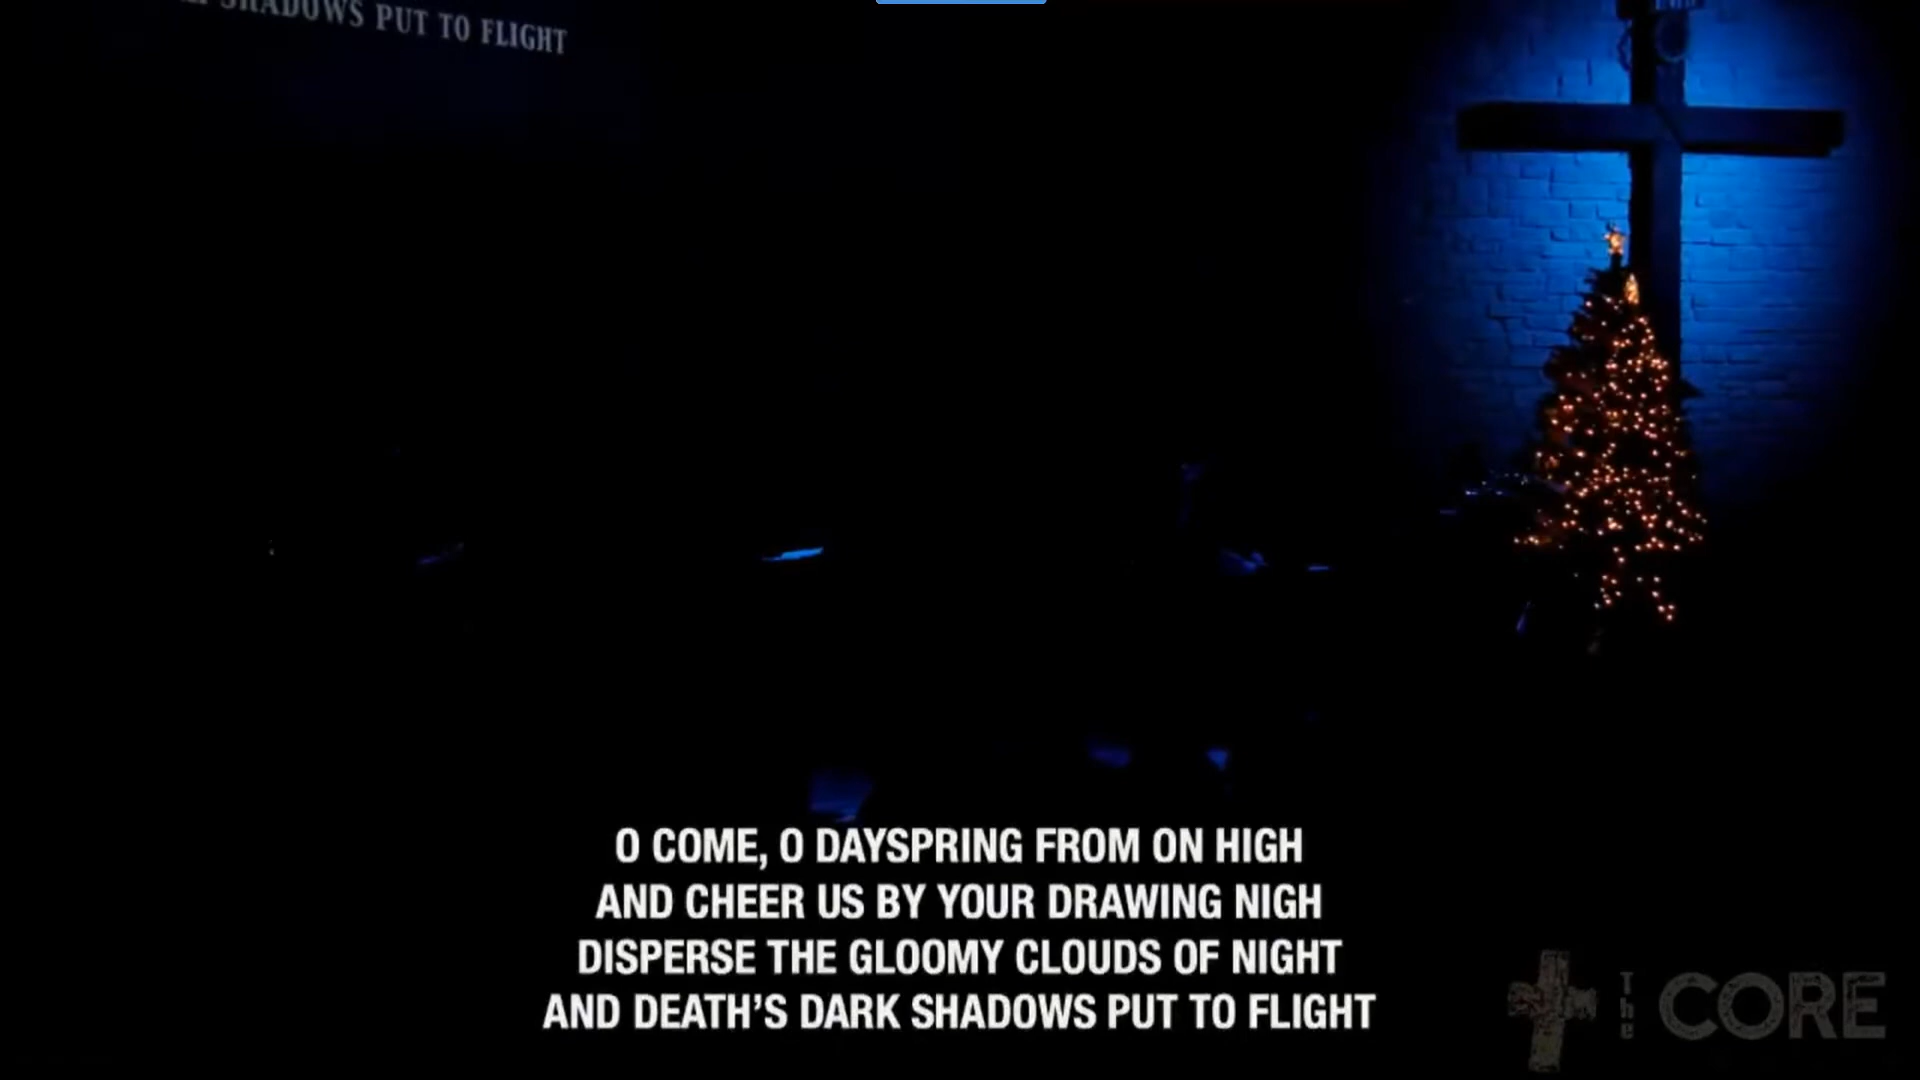 SHADOWS PUT TO FLIGHT
O COME, O DAYSPRING FROM ON HIGH
AND CHEER US BY YOUR DRAWING NIGH
DISPERSE THE GLOOMY CLOUDS OF NIGHT
AND DEATH'S DARK SHADOWS PUT TO FLIGHT
The CORE